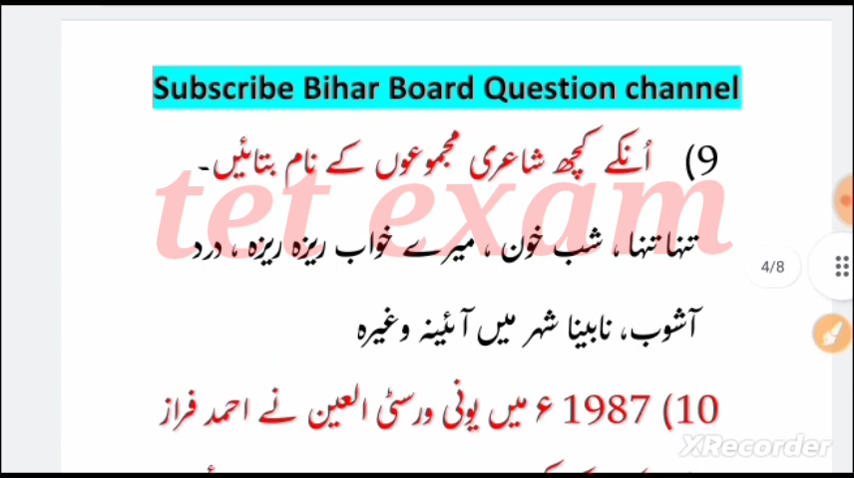 Subscribe Bihar Board Question channel
9) اُنکے کچھ شاعری مجموعوں کے نام بتائیں۔
tet exam
تنہا تنہا، شب خون، میرے خواب ریزہ ریزہ، درد
4/8
آشوب، نابینا شہر میں آئینہ وغیرہ
10) 1987ء میں یونی ورسٹی العین نے احمد فراز
XRecorder